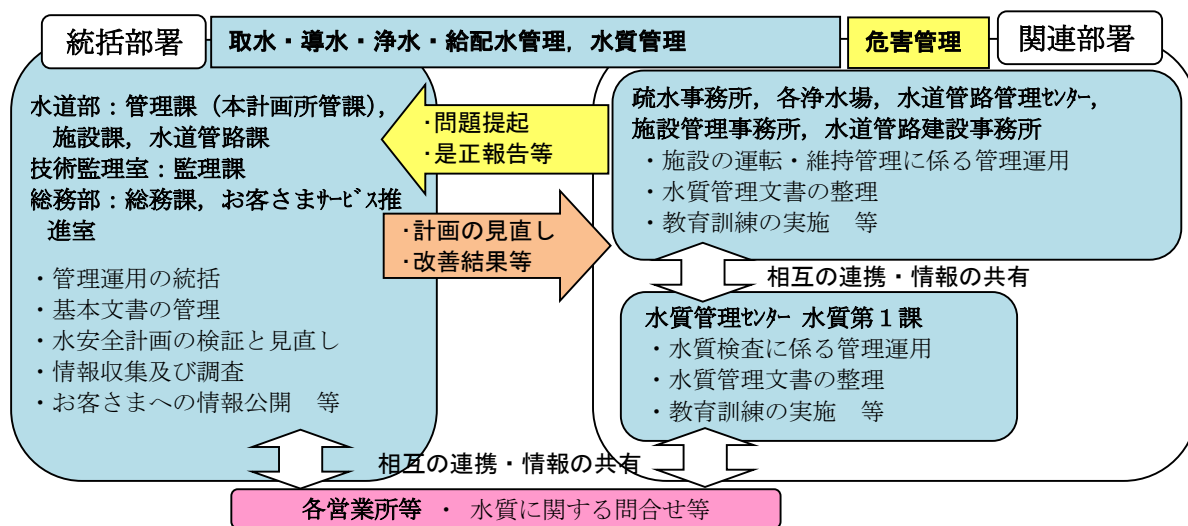 統括部署
取水・導水・浄水・給配水管理，水質管理
危害管理
関連部署
水道部：管理課（本計画所管課），
施設課，水道管路課
技術監理室：監理課
総務部：総務課，お客さまｻｰﾋﾞｽ推
進室
・管理運用の統括
・基本文書の管理
・水安全計画の検証と見直し
・情報収集及び調査
・お客さまへの情報公開　等
・問題提起
・是正報告等
・計画の見直し
・改善結果等
疏水事務所，各浄水場，水道管路管理ｾﾝﾀｰ，
施設管理事務所，水道管路建設事務所
・施設の運転・維持管理に係る管理運用
・水質管理文書の整理
・教育訓練の実施　等
相互の連携・情報の共有
水質管理ｾﾝﾀｰ 水質第１課
・水質検査に係る管理運用
・水質管理文書の整理
・教育訓練の実施　等
相互の連携・情報の共有
各営業所等 ・ 水質に関する問合せ等